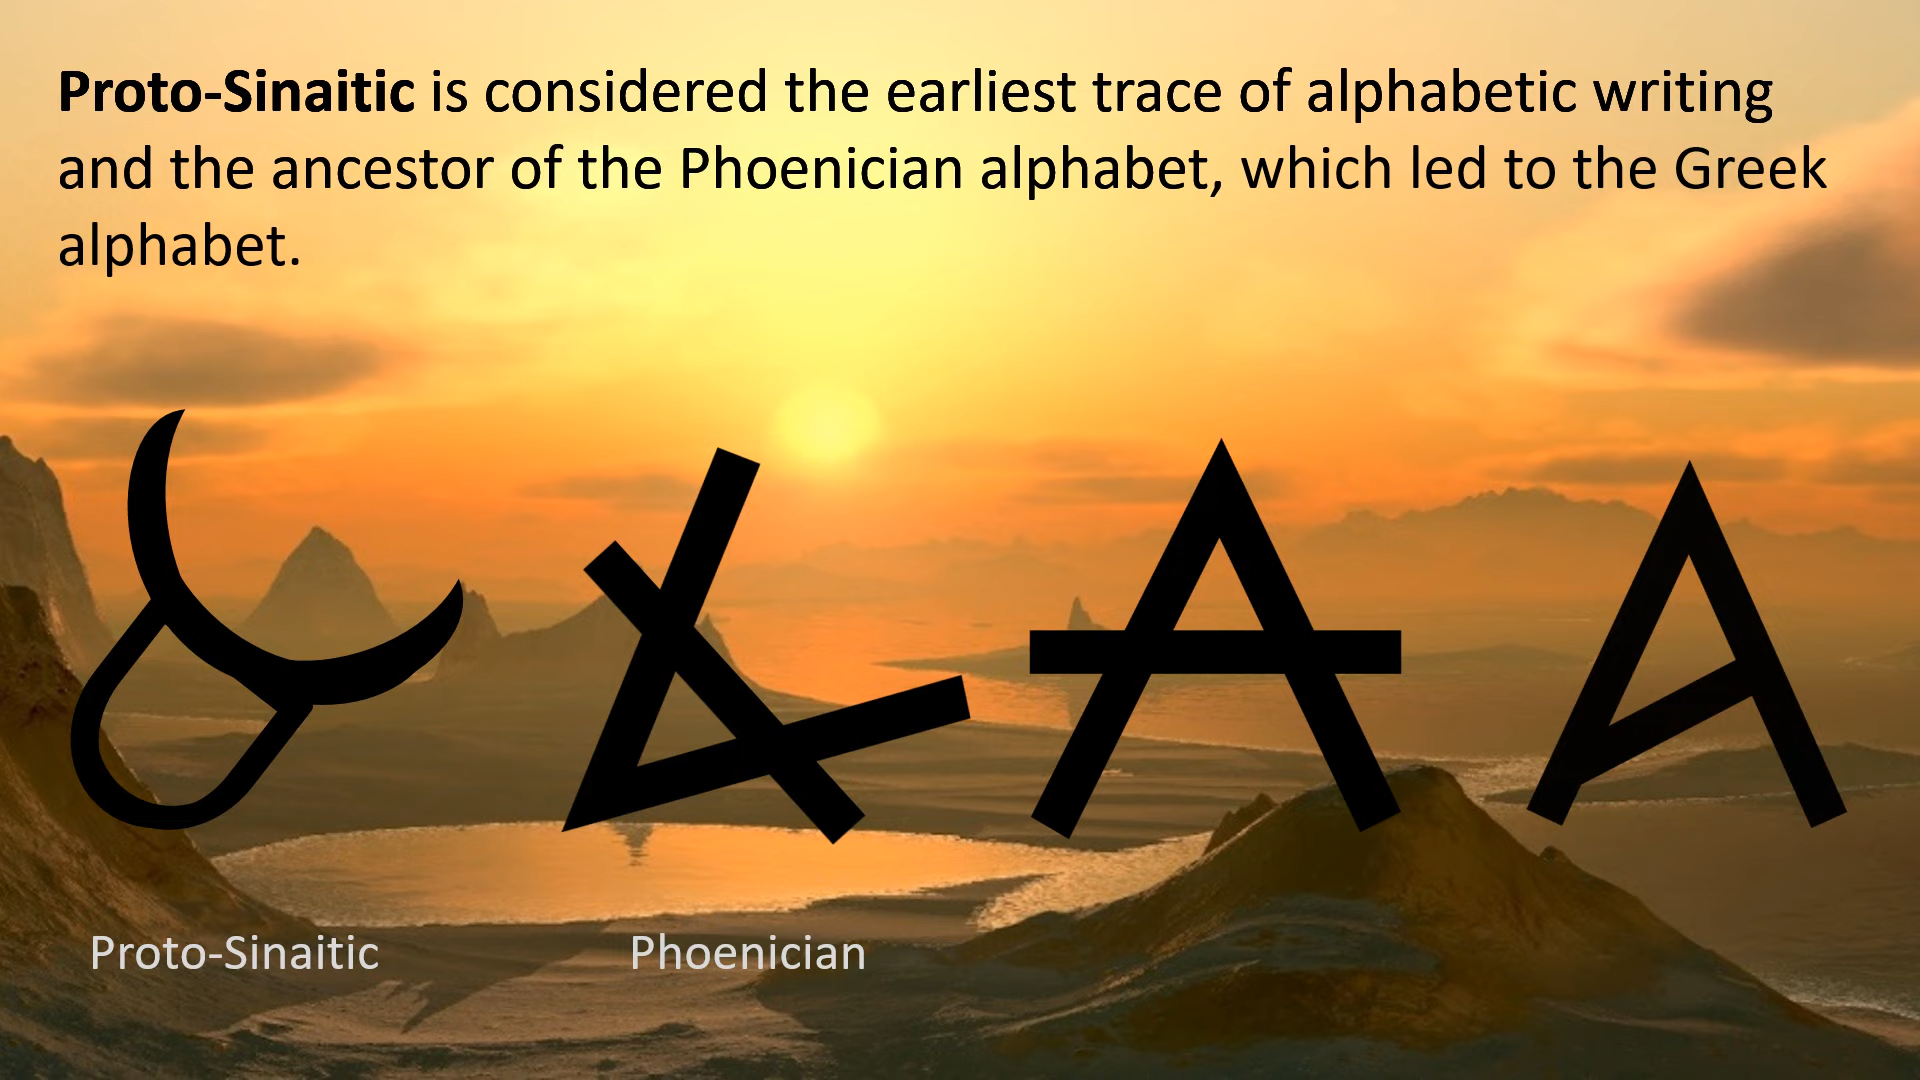 Proto-Sinaitic is considered the earliest trace of alphabetic writing
and the ancestor of the Phoenician alphabet, which led to the Greek
alphabet.
𐤀 A A
Proto-Sinaitic Phoenician